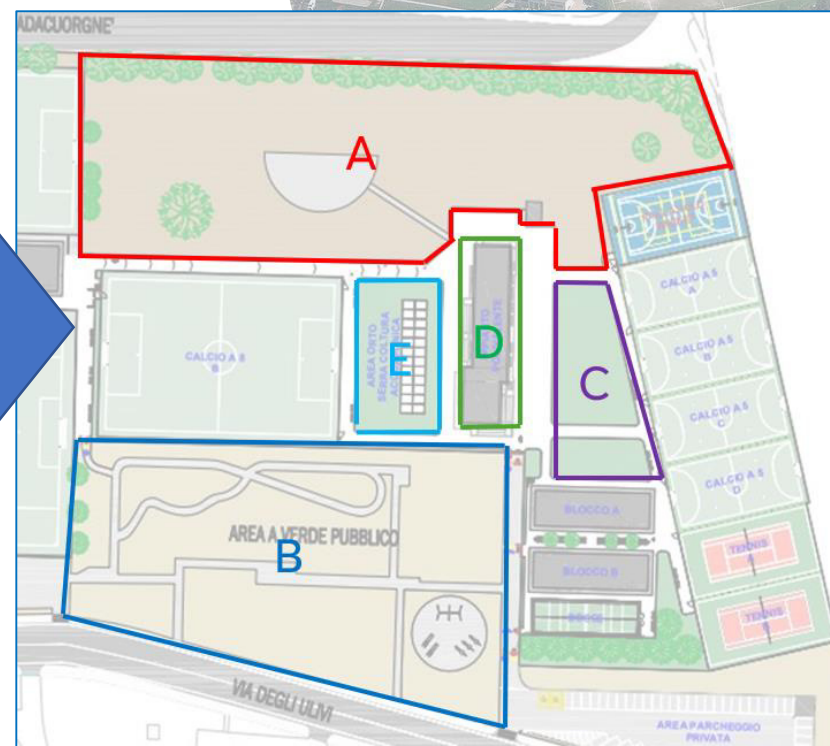 ADACUORGNE'
A
CALCIO A 5
A
CALCIO A 5
B
CALCIO A 5
C
CALCIO A 5
D
CALCIO A 8
B
AREA ORTO
SERRA COLTURA
E
D
C
AREA A VERDE PUBBLICO
B
BLOCCO A
BLOCCO B
TENNIS
TENNIS
VIA DEGLI ULIVI
AREA PARCHEGGIO
PRIVATA